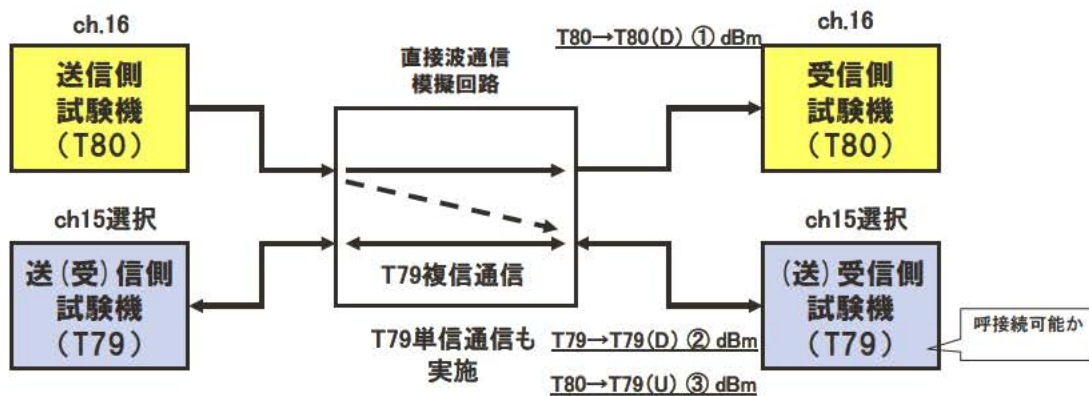 ch.16
送信側
試験機
(T80)
直接波通信
模擬回路
T80→T80(D) ① dBm
ch.16
受信側
試験機
(T80)
ch15選択
送(受)信側
試験機
(T79)
T79複信通信
T79単信通信も
実施
ch15選択
(送)受信側
試験機
(T79)
呼接続可能か
T79→T79(D) ② dBm
T80→T79(U) ③ dBm